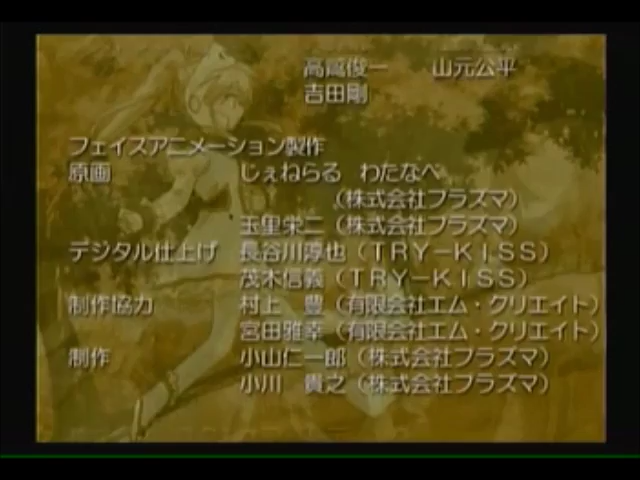 高鳥俊一　山元公平
吉田剛
フェイスアニメーション製作
原画　じぇねらる　わたなべ
（株式会社プラズマ）
玉里栄二（株式会社プラズマ）
デジタル仕上げ　長谷川淳也（ＴＲＹ－ＫＩＳＳ）
茂木信義（ＴＲＹ－ＫＩＳＳ）
制作協力　村上　豊（有限会社エム・クリエイト）
宮田雅幸（有限会社エム・クリエイト）
制作　小山仁一郎（株式会社プラズマ）
小川　貴之（株式会社プラズマ）